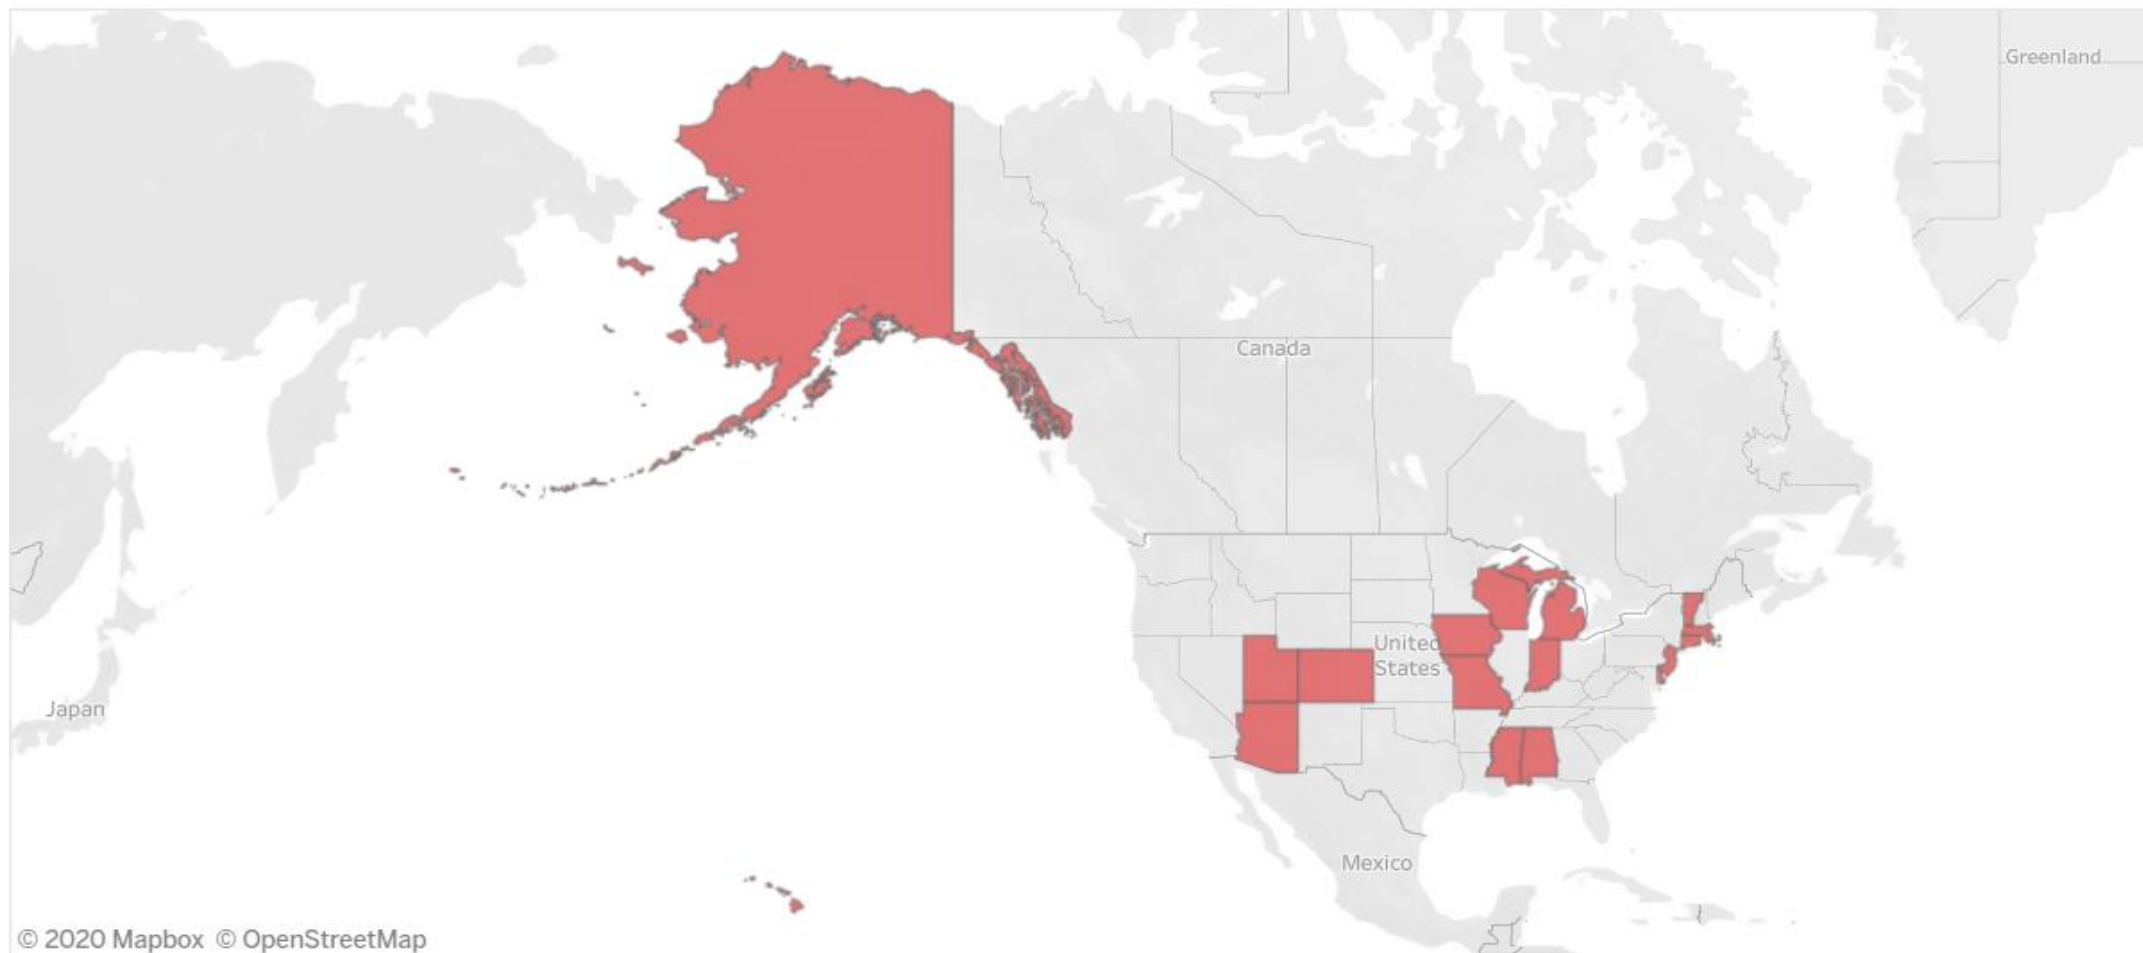 Greenland
Canada
United
States
Japan
Mexico
© 2020 Mapbox © OpenStreetMap